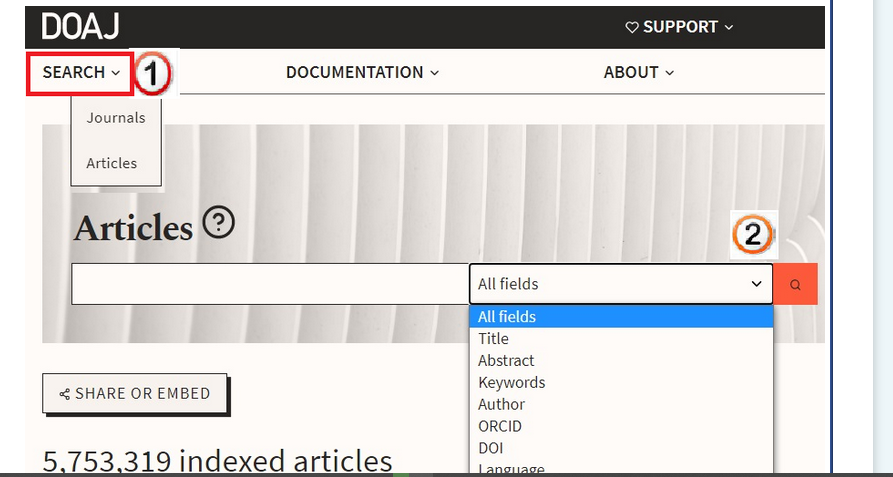 DOAJ
SUPPORT
SEARCH
1
DOCUMENTATION
ABOUT
Journals
Articles
Articles ?
2
All fields
All fields
Title
Abstract
Keywords
Author
ORCID
DOI
Language
SHARE OR EMBED
5,753,319 indexed articles